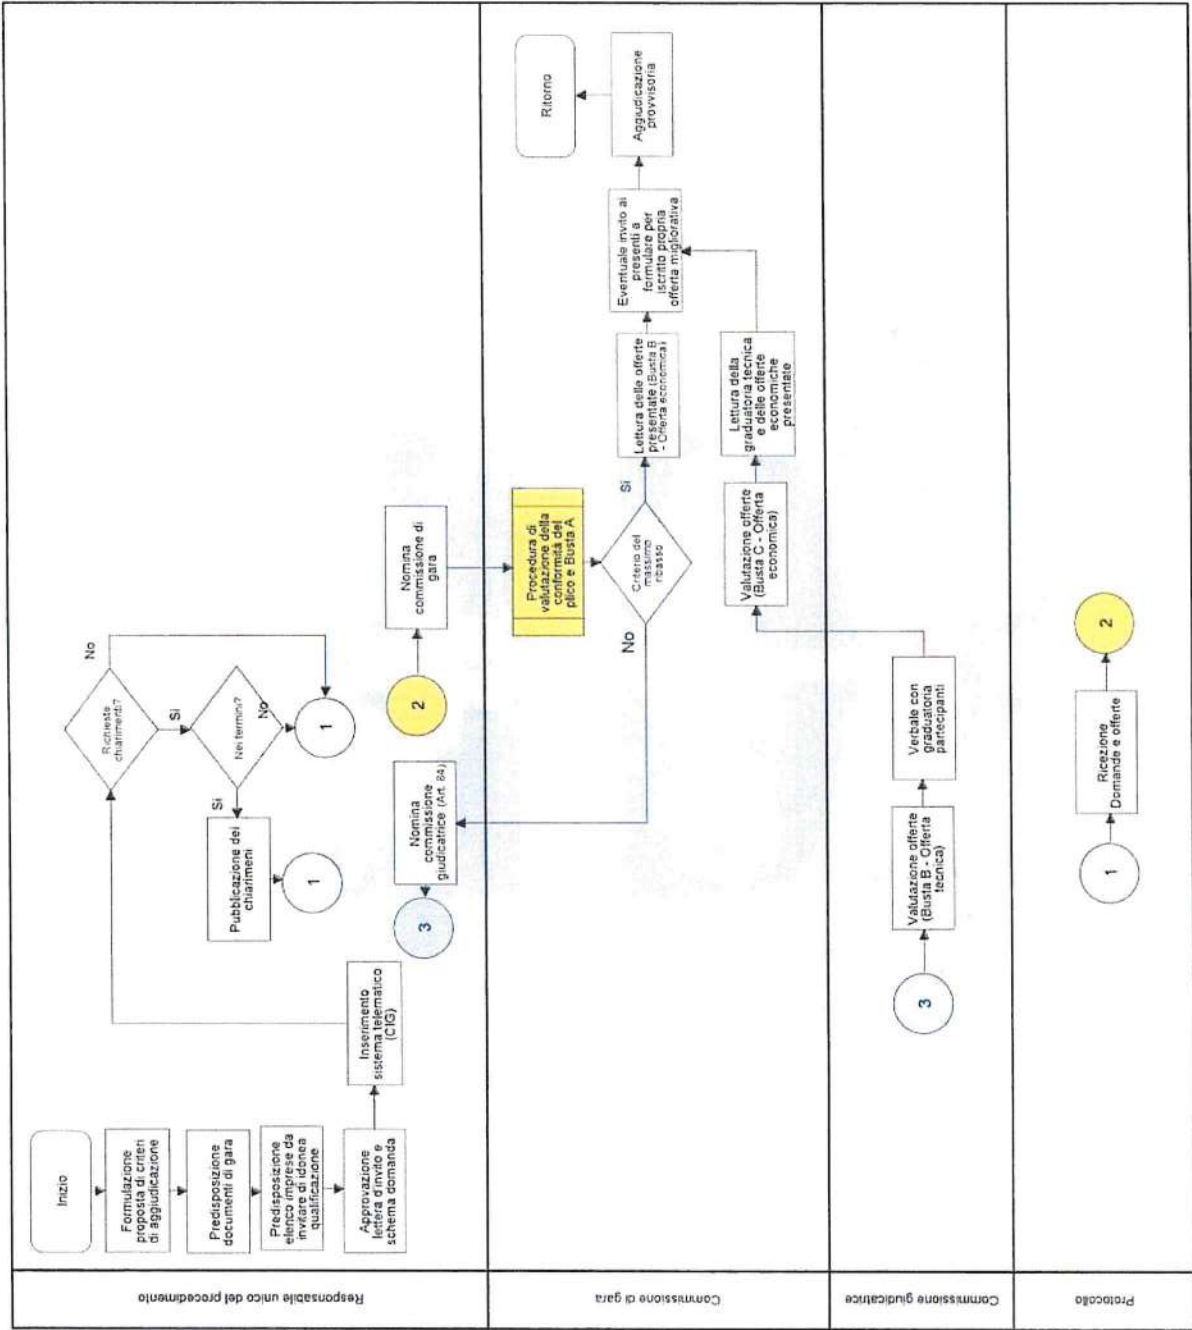 Responsabile unico del procedimento
Inizio
Formulazione
proposta di criteri
di aggiudicazione
Predisposizione
documenti di gara
Predisposizione
elenco imprese da
invitare di idonea
qualificazione
Approvazione
lettera d'invito e
schema domanda
Inserimento
sistema telematico
(CIG)
Richieste
chiarimenti?
No
Si
Nei termini?
No
Si
1
Pubblicazione dei
chiarimeni
1
2
Nomina
commissione di
gara
Nomina
commissione
giudicatrice (Art. 84)
3
Commissione di gara
Procedura di
valutazione della
conformità del
plico e Busta A
Criterio del
massimo
ribasso
Si
No
Lettura delle offerte
presentate (Busta B
- Offerta economica)
Eventuale invito ai
presenti a
formulare per
iscritto propria
offerta migliorativa
Aggiudicazione
provvisoria
Ritorno
Valutazione offerte
(Busta C - Offerta
economica)
Lettura della
graduatoria tecnica
e delle offerte
economiche
presentate
Commissione giudicatrice
3
Valutazione offerte
(Busta B - Offerta
tecnica)
Verbale con
graduatoria
partecipanti
Protocollo
1
Ricezione
Domande e offerte
2